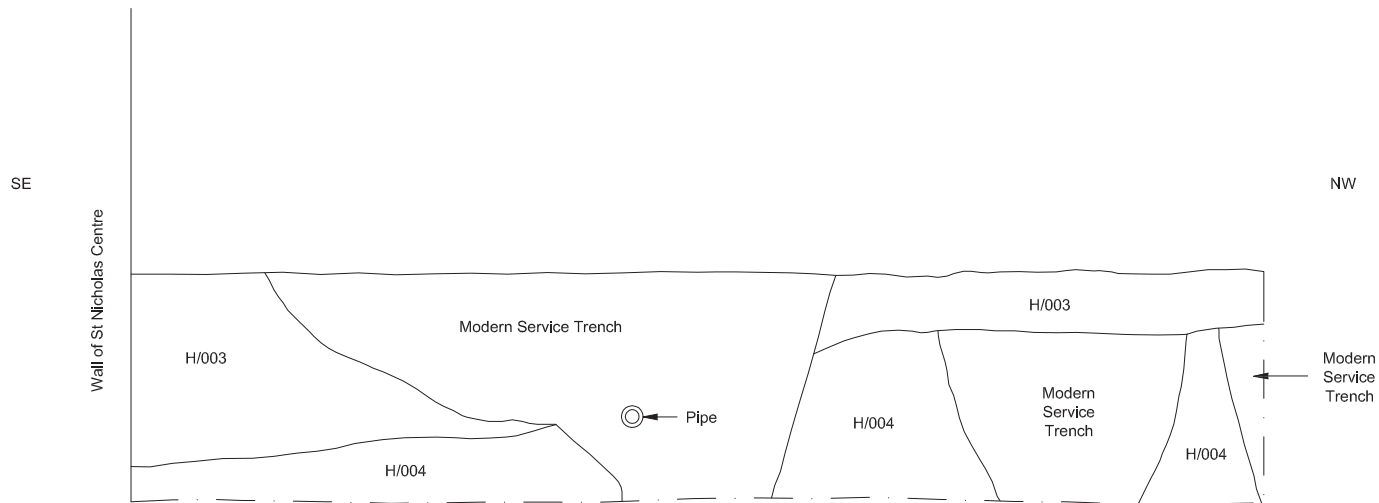 SE
NW
Wall of St Nicholas Centre
H/003
Modern Service Trench
H/003
H/003
Modern
Service
Trench
Modern
Service
Trench
Pipe
H/004
H/004
H/004